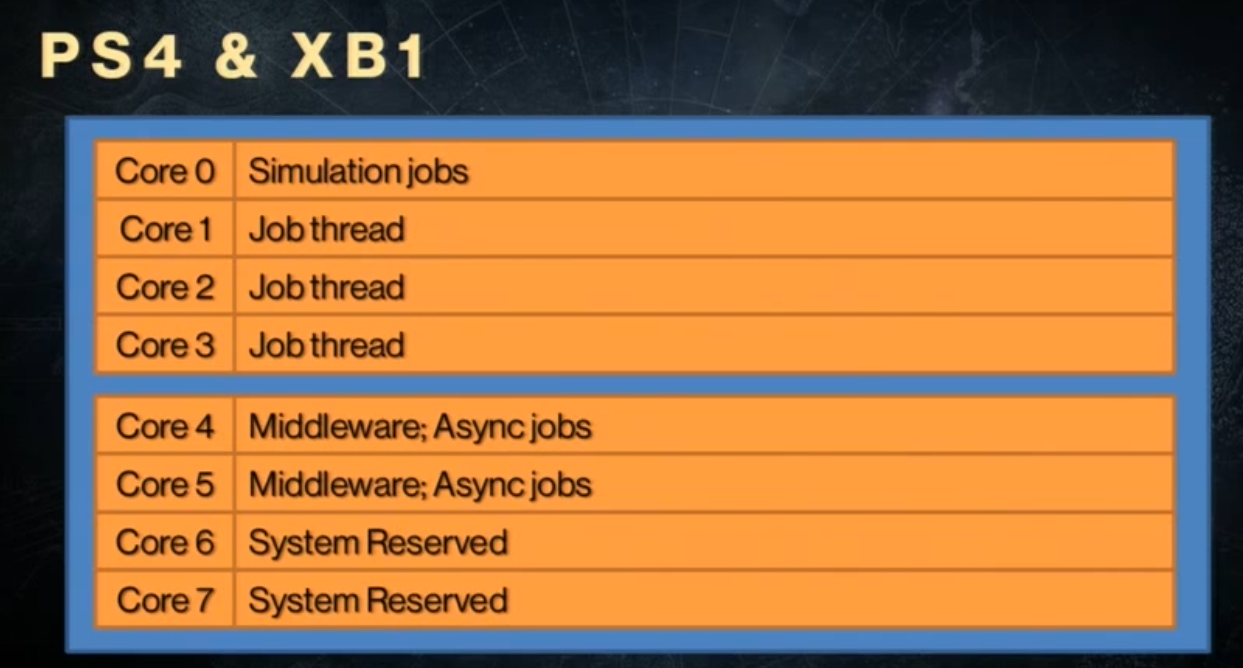 PS4 & XB1
Core 0 Simulation jobs
Core 1 Job thread
Core 2 Job thread
Core 3 Job thread
Core 4 Middleware; Async jobs
Core 5 Middleware; Async jobs
Core 6 System Reserved
Core 7 System Reserved